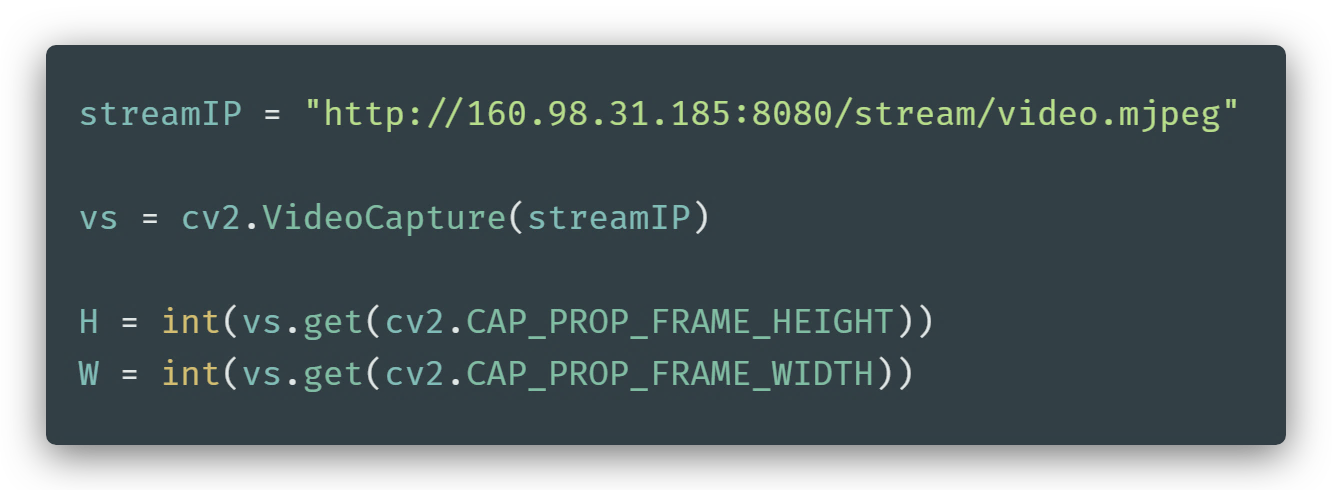 streamIP = "http://160.98.31.185:8080/stream/video.mjpeg"
vs = cv2.VideoCapture(streamIP)
H = int(vs.get(cv2.CAP_PROP_FRAME_HEIGHT))
W = int(vs.get(cv2.CAP_PROP_FRAME_WIDTH))